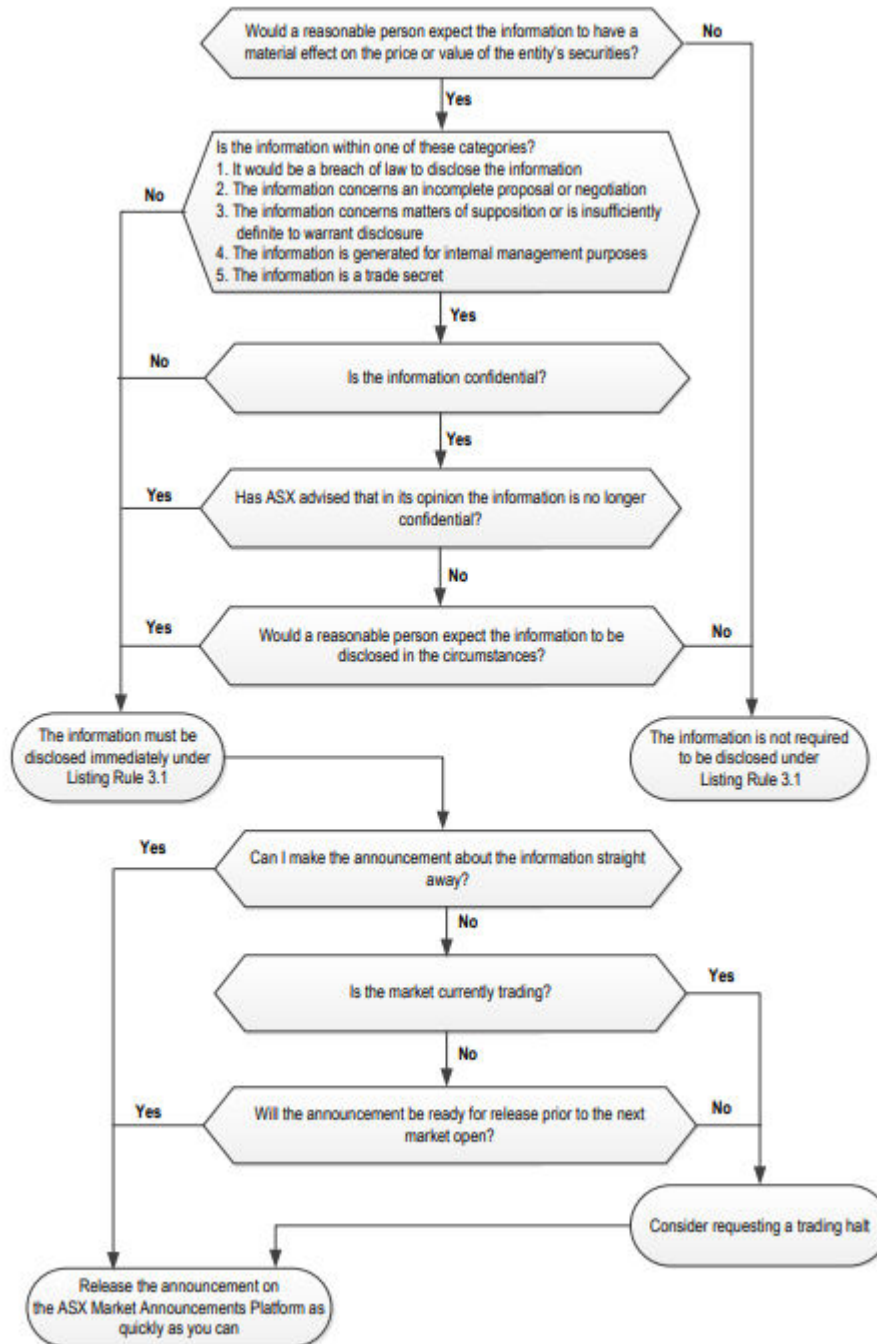 Would a reasonable person expect the information to have a
material effect on the price or value of the entity's securities?
No
Yes
Is the information within one of these categories?
1. It would be a breach of law to disclose the information
2. The information concerns an incomplete proposal or negotiation
3. The information concerns matters of supposition or is insufficiently
definite to warrant disclosure
4. The information is generated for internal management purposes
5. The information is a trade secret
No
Yes
No
Is the information confidential?
Yes
Yes
Has ASX advised that in its opinion the information is no longer
confidential?
No
Yes
Would a reasonable person expect the information to be
disclosed in the circumstances?
No
The information must be
disclosed immediately under
Listing Rule 3.1
The information is not required
to be disclosed under
Listing Rule 3.1
Yes
Can I make the announcement about the information straight
away?
No
Is the market currently trading?
Yes
No
Yes
Will the announcement be ready for release prior to the next
market open?
No
Consider requesting a trading halt
Release the announcement on
the ASX Market Announcements Platform as
quickly as you can